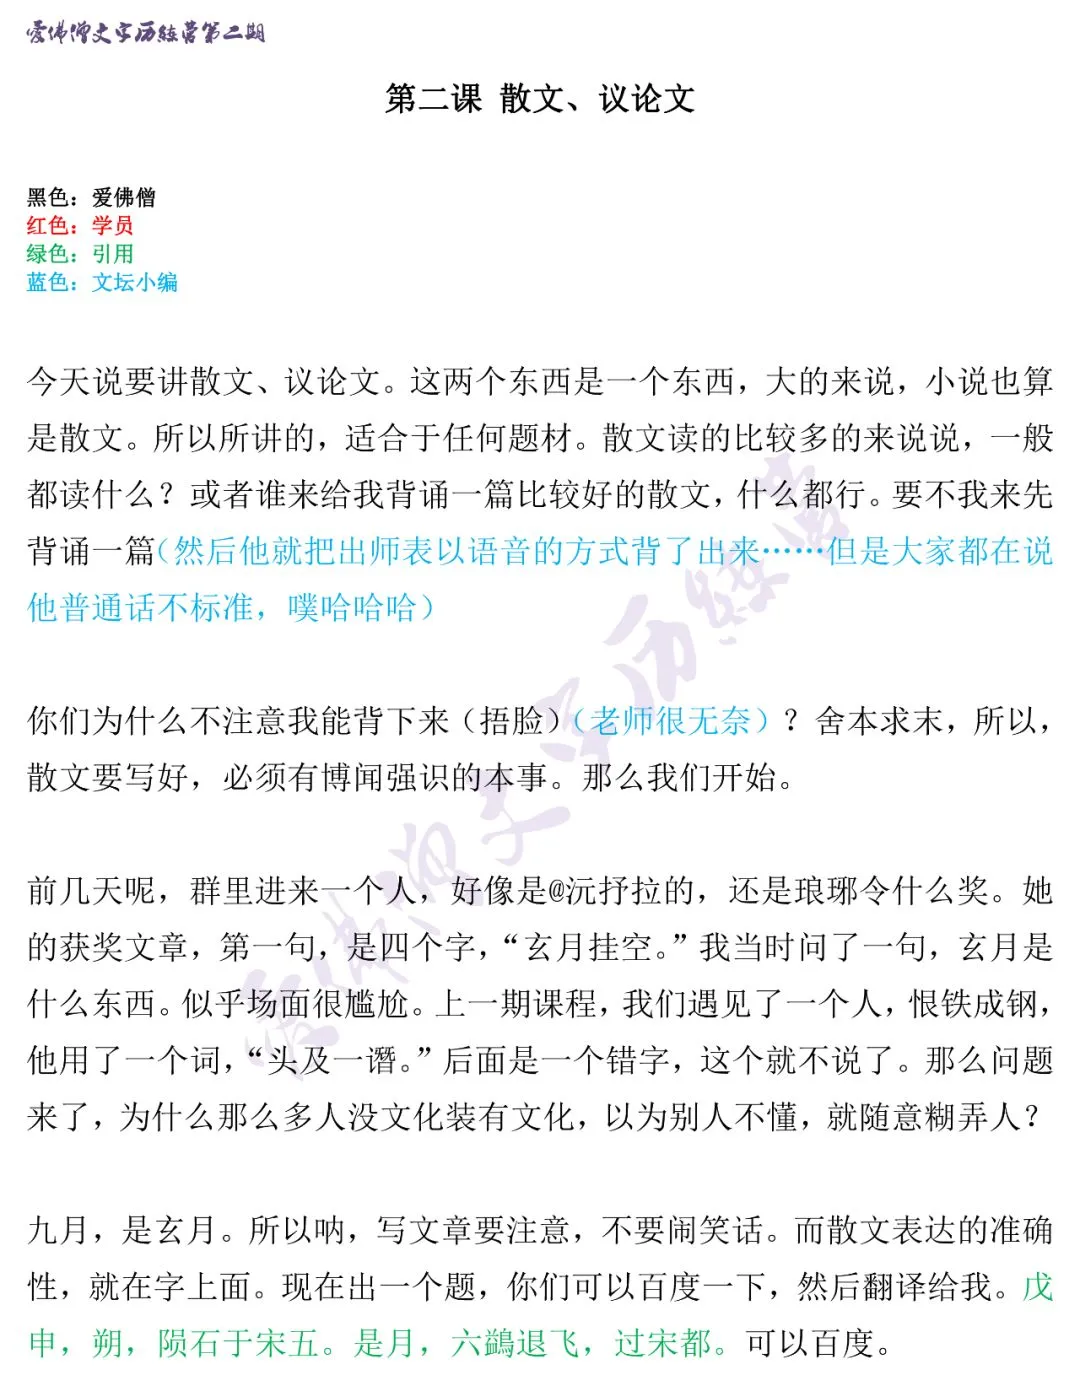 爱佛僧文字历练营第二期
第二课 散文、议论文
黑色：爱佛僧
红色：学员
绿色：引用
蓝色：文坛小编
今天说要讲散文、议论文。这两个东西是一个东西，大的来说，小说也算
是散文。所以所讲的，适合于任何题材。散文读的比较多的来说说，一般
都读什么？或者谁来给我背诵一篇比较好的散文，什么都行。要不我来先
背诵一篇（然后他就把出师表以语音的方式背了出来……但是大家都在说
他普通话不标准，噗哈哈哈）
你们为什么不注意我能背下来（捂脸）（老师很无奈）？舍本求末，所以，
散文要写好，必须有博闻强识的本事。那么我们开始。
前几天呢，群里进来一个人，好像是@沅抒拉的，还是琅琊令什么奖。她
的获奖文章，第一句，是四个字，“玄月挂空。”我当时问了一句，玄月是
什么东西。似乎场面很尴尬。上一期课程，我们遇见了一个人，恨铁成钢，
他用了一个词，“头及一谮。”后面是一个错字，这个就不说了。那么问题
来了，为什么那么多人没文化装有文化，以为别人不懂，就随意糊弄人？
九月，是玄月。所以呐，写文章要注意，不要闹笑话。而散文表达的准确
性，就在字上面。现在出一个题，你们可以百度一下，然后翻译给我。戊
申，朔，陨石于宋五。是月，六鷁退飞，过宋都。可以百度。
爱佛僧文字历练营